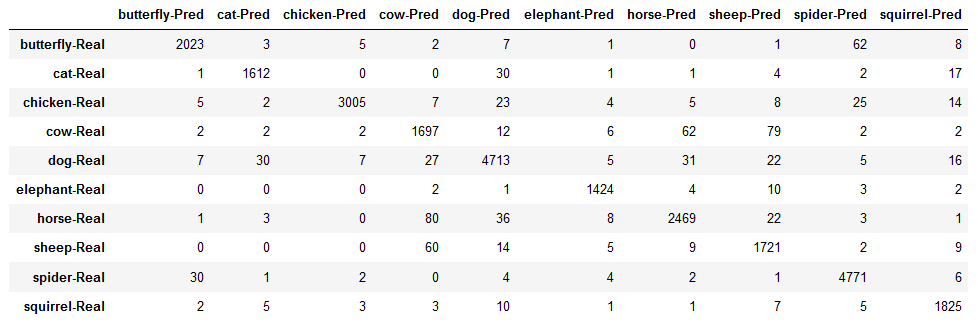 butterfly-Pred cat-Pred chicken-Pred cow-Pred dog-Pred elephant-Pred horse-Pred sheep-Pred spider-Pred squirrel-Pred
butterfly-Real 2023 3 5 2 7 1 0 1 62 8
cat-Real 1 1612 0 0 30 1 1 4 2 17
chicken-Real 5 2 3005 7 23 4 5 8 25 14
cow-Real 2 2 2 1697 12 6 62 79 2 2
dog-Real 7 30 7 27 4713 5 31 22 5 16
elephant-Real 0 0 0 2 1 1424 4 10 3 2
horse-Real 1 3 0 80 36 8 2469 22 3 1
sheep-Real 0 0 0 60 14 5 9 1721 2 9
spider-Real 30 1 2 0 4 4 2 1 4771 6
squirrel-Real 2 5 3 3 10 1 1 7 5 1825